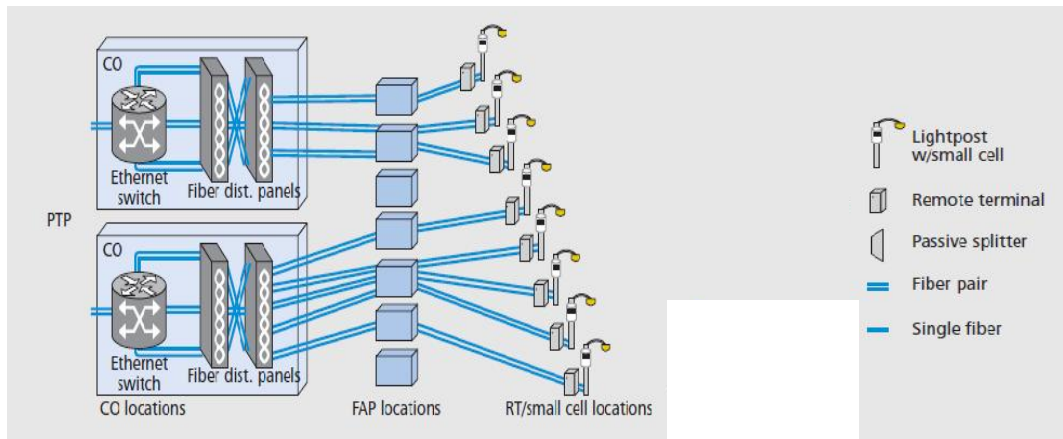 CO
Ethernet
switch
Fiber dist. panels
PTP
CO
Ethernet
switch
Fiber dist. panels
CO locations
FAP locations
RT/small cell locations
Lightpost
w/small cell
Remote terminal
Passive splitter
Fiber pair
Single fiber